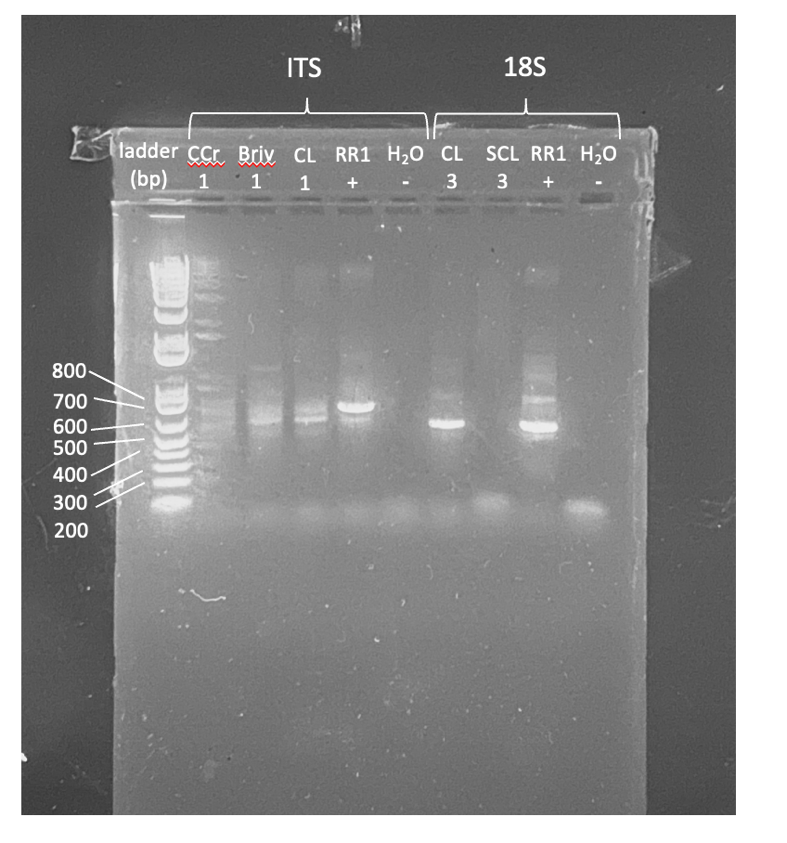 ITS 18S
ladder CCr Briv CL RR1 H₂O CL SCL RR1 H₂O
(bp) 1 1 1 + - 3 3 + -
800
700
600
500
400
300
200